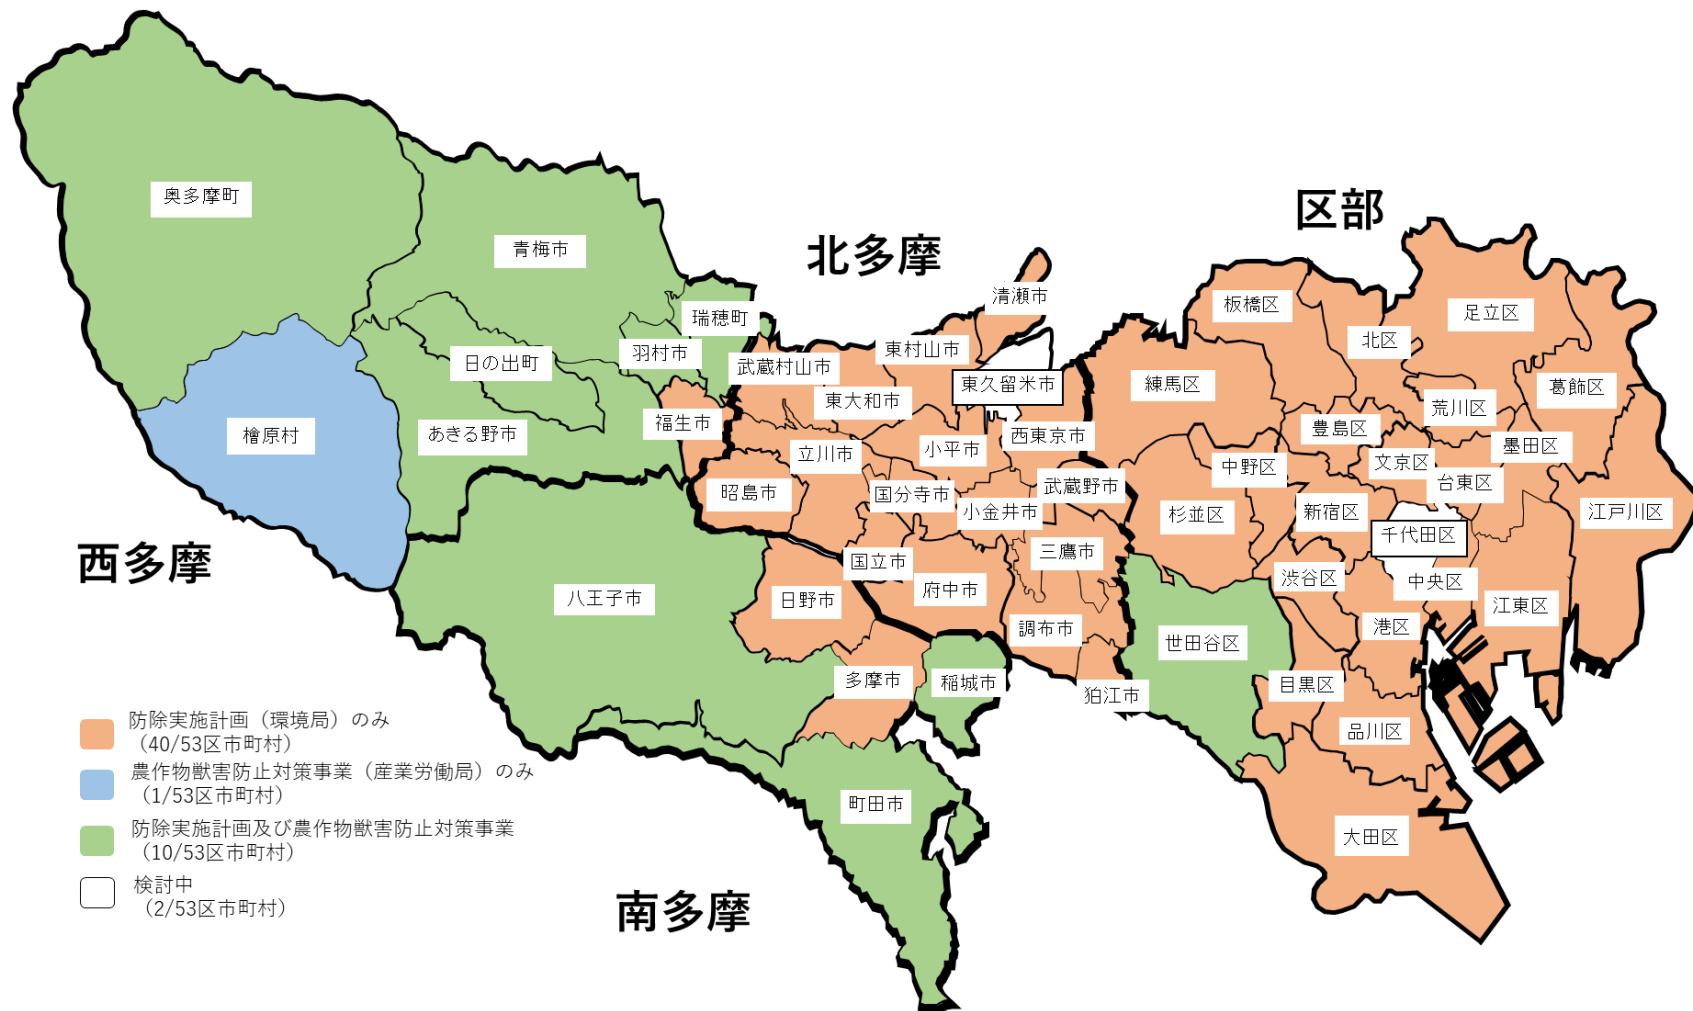 区部
北多摩
奥多摩町
青梅市
清瀬市
板橋区
足立区
瑞穂町
北区
羽村市
東村山市
日の出町
武蔵村山市
東久留米市
練馬区
葛飾区
東大和市
荒川区
福生市
豊島区
檜原村
あきる野市
西東京市
小平市
墨田区
立川市
文京区
中野区
台東区
昭島市
国分寺市
武蔵野市
小金井市
杉並区
新宿区
江戸川区
千代田区
西多摩
国立市
三鷹市
渋谷区
中央区
八王子市
日野市
府中市
江東区
調布市
港区
世田谷区
多摩市
稲城市
狛江市
目黒区
品川区
町田市
大田区
南多摩
防除実施計画（環境局）のみ
（40/53区市町村）
農作物獣害防止対策事業（産業労働局）のみ
（1/53区市町村）
防除実施計画及び農作物獣害防止対策事業
（10/53区市町村）
検討中
（2/53区市町村）